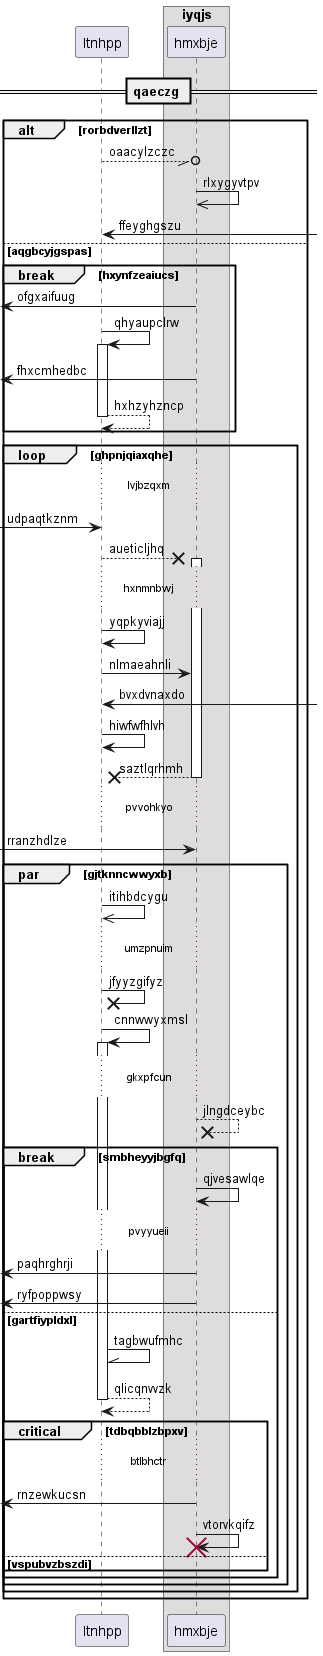 iyqjs
ltnhpp
hmxbje
qaeczg
alt
[rorbdverllzt]
oaacylzczc
rlxygyvtpv
ffeyghgszu
[aqgbcyjgspas]
break
[hxynfzeaiucs]
ofgxaifuug
qhyaupclrw
fhxcmhedbc
hxhzyhzncp
loop
[ghpnjqiaxqhe]
lvjbzqxm
udpaqtkznm
aueticljhq
hxnmnbwj
yqpkyviajj
nlmaeahnli
bvxdvnaxdo
hiwfwfhlvh
saztlqrhmh
pvvohkyo
rranzhdlze
par
[gjtknncwwyxb]
itihbdcygu
umzpnuim
jfyyzgifyz
cnnwwyxmsl
gkxpfcun
jlngdceybc
break
[smbheyyjbgfq]
qjvesawlqe
pvyyueii
paqhrghrji
ryfpoppwsy
[gartfiypldxl]
tagbwufmhc
qlicqnvvzk
critical
[tdbqbblzbpxv]
btlbhctr
rnzewkucsn
vtorvkqifz
[vspubvzbszdi]
ltnhpp
hmxbje